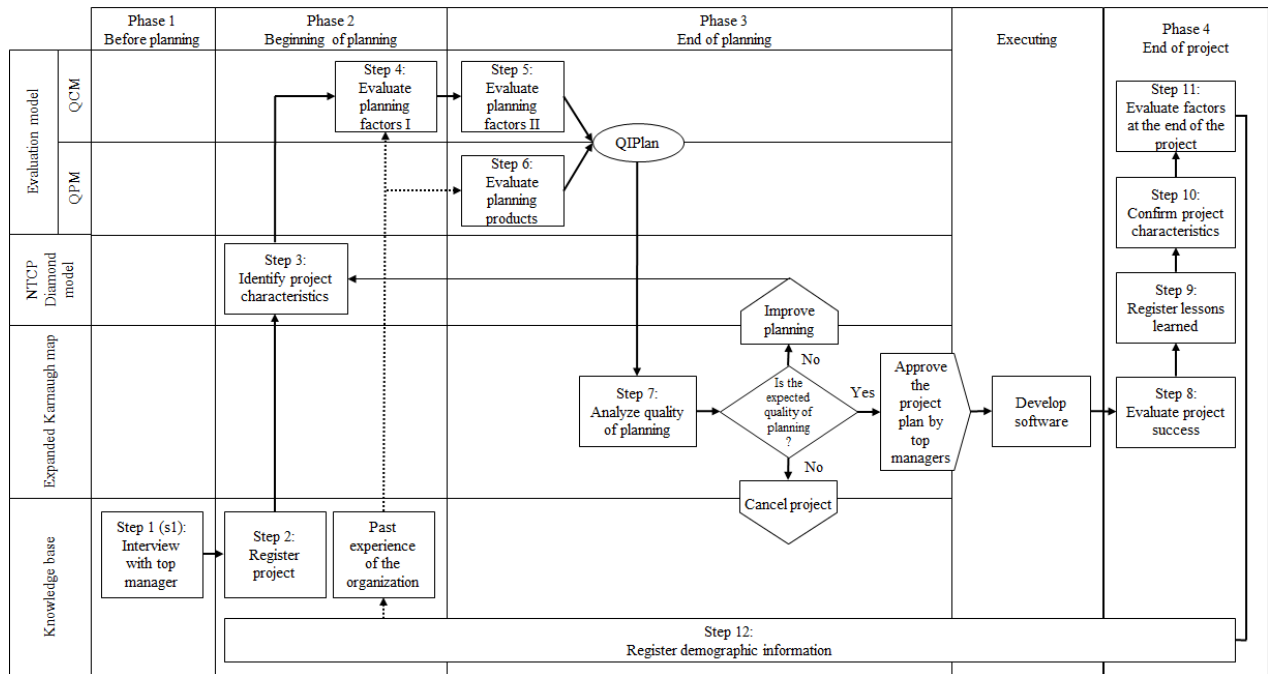 Phase 1
Before planning
Phase 2
Beginning of planning
Phase 3
End of planning
Executing
Phase 4
End of project
Evaluation model
QCM
QPM
NTCP
Diamond
model
Expanded Karnaugh map
Knowledge base
Step 4:
Evaluate
planning
factors I
Step 5:
Evaluate
planning
factors II
QIPlan
Step 6:
Evaluate
planning
products
Step 11:
Evaluate factors
at the end of the
project
Step 10:
Confirm project
characteristics
Step 3:
Identify project
characteristics
Step 9:
Register lessons
learned
Improve
planning
No
Step 7:
Analyze quality
of planning
Is the
expected
quality of
planning
?
Yes
Approve
the
project
plan by
top
managers
Develop
software
Step 8:
Evaluate project
success
No
Cancel project
Step 1 (s1):
Interview
with top
manager
Step 2:
Register
project
Past
experience
of the
organization
Step 12:
Register demographic information